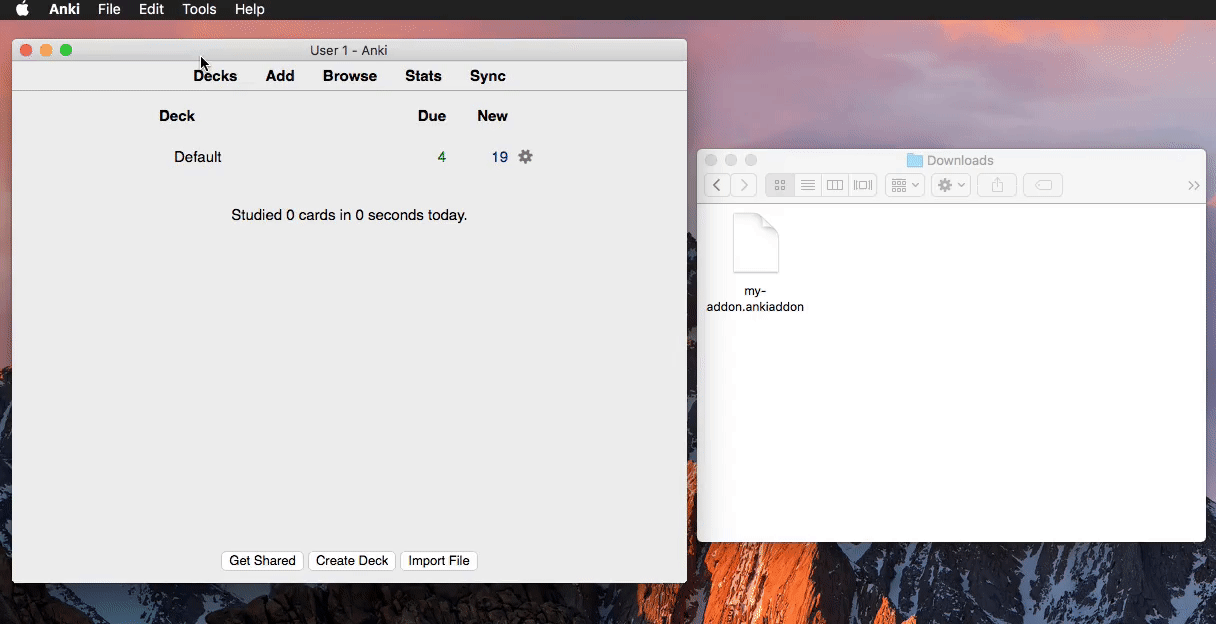 Anki File Edit Tools Help
User 1 - Anki
Decks Add Browse Stats Sync
Deck Due New
Default 4 19
Studied 0 cards in 0 seconds today.
Get Shared Create Deck Import File
Downloads
my-
addon.ankiaddon